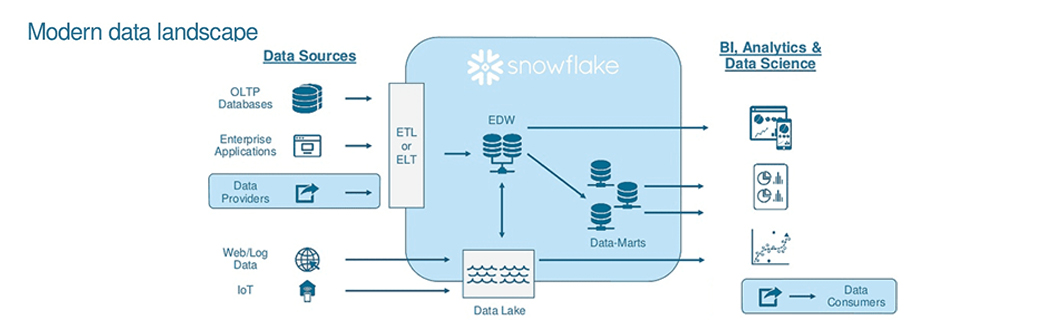 Modern data landscape
Data Sources
OLTP
Databases
Enterprise
Applications
Data
Providers
Web/Log
Data
IoT
ETL
or
ELT
snowflake
EDW
Data-Marts
Data Lake
BI, Analytics &
Data Science
Data
Consumers